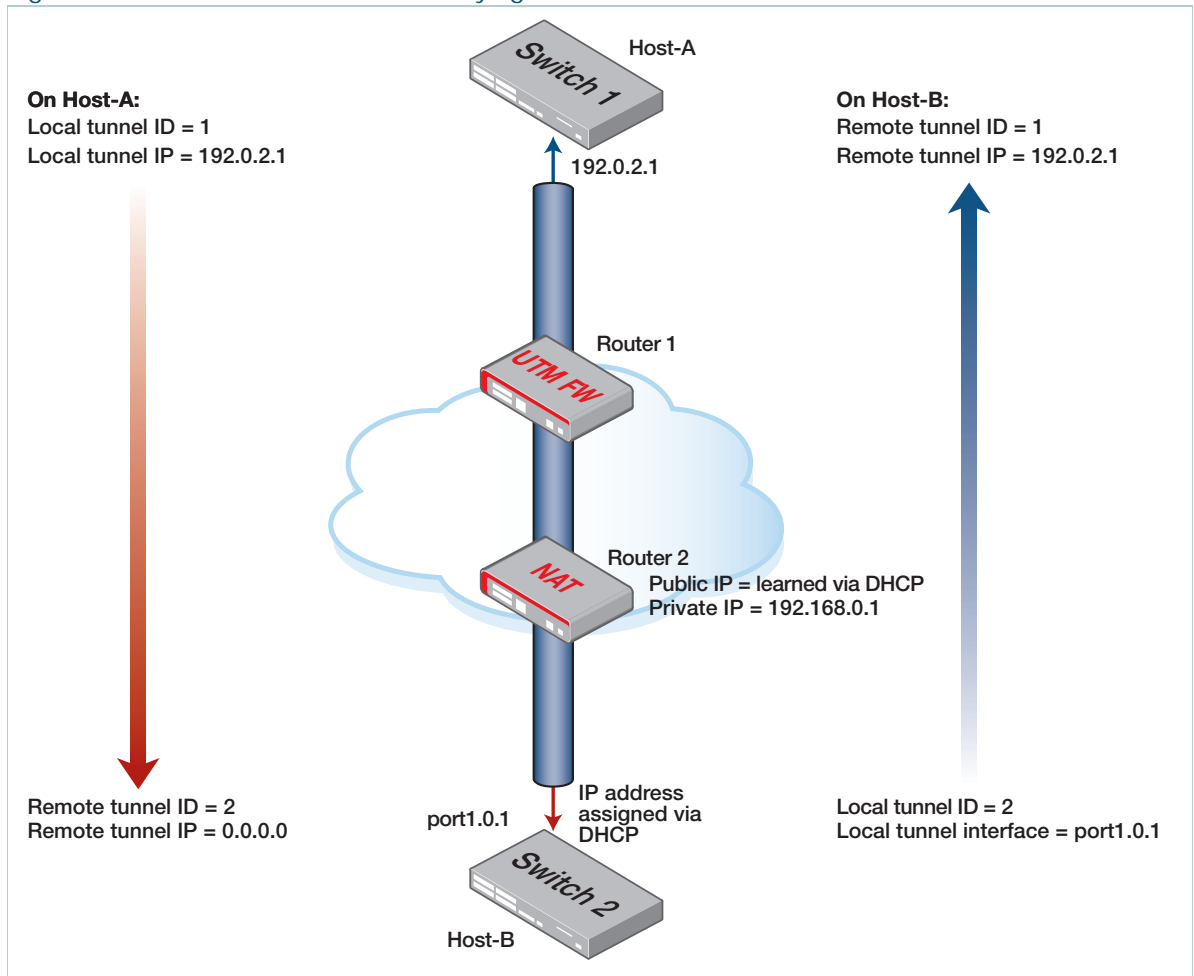 Switch 1
Host-A
On Host-A:
Local tunnel ID = 1
Local tunnel IP = 192.0.2.1
On Host-B:
Remote tunnel ID = 1
Remote tunnel IP = 192.0.2.1
192.0.2.1
Router 1
UTM FW
Router 2
NAT
Public IP = learned via DHCP
Private IP = 192.168.0.1
Remote tunnel ID = 2
Remote tunnel IP = 0.0.0.0
port1.0.1
IP address
assigned via
DHCP
Local tunnel ID = 2
Local tunnel interface = port1.0.1
Switch 2
Host-B